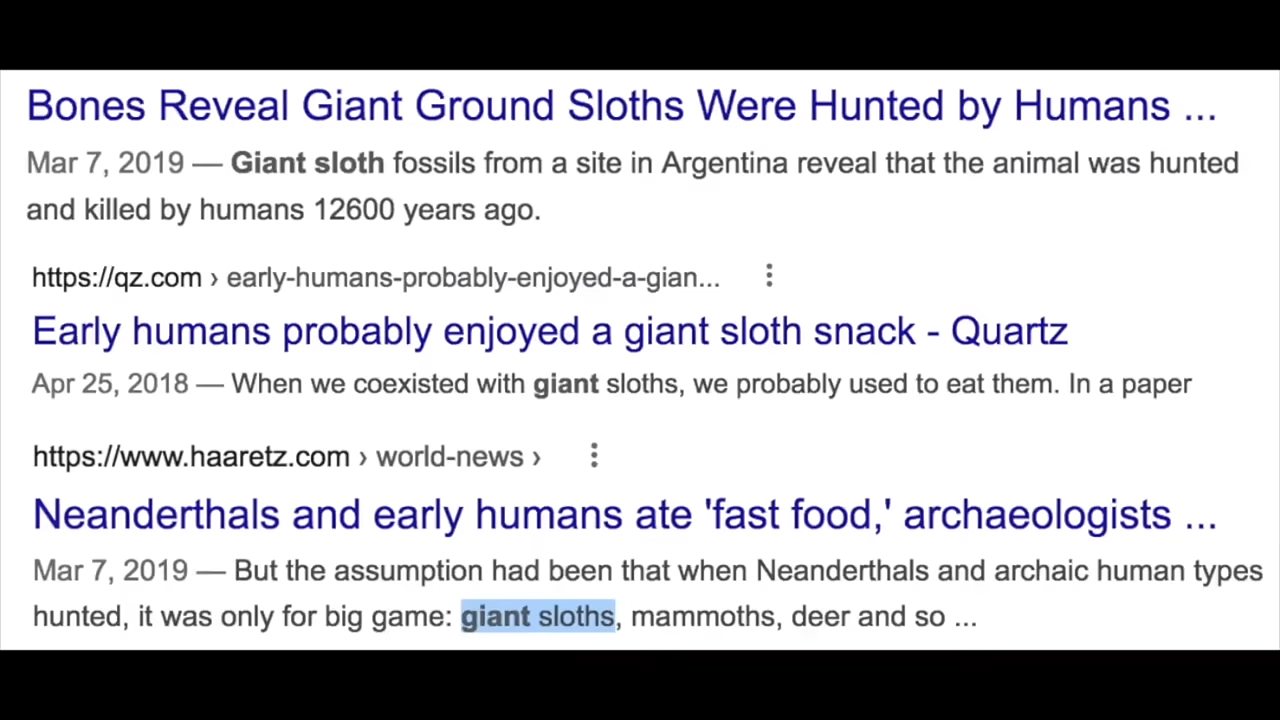 Bones Reveal Giant Ground Sloths Were Hunted by Humans ...
Mar 7, 2019 — Giant sloth fossils from a site in Argentina reveal that the animal was hunted
and killed by humans 12600 years ago.
https://qz.com › early-humans-probably-enjoyed-a-gian...
Early humans probably enjoyed a giant sloth snack - Quartz
Apr 25, 2018 — When we coexisted with giant sloths, we probably used to eat them. In a paper
https://www.haaretz.com › world-news ›
Neanderthals and early humans ate 'fast food,' archaeologists ...
Mar 7, 2019 — But the assumption had been that when Neanderthals and archaic human types
hunted, it was only for big game: giant sloths, mammoths, deer and so ...